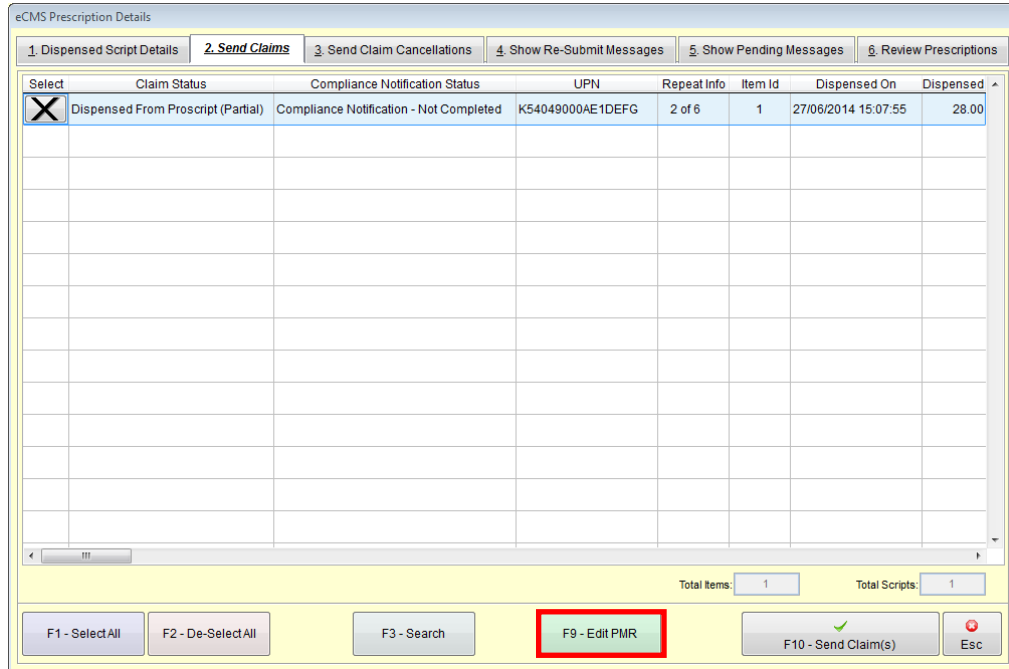 eCMS Prescription Details
1. Dispensed Script Details 2. Send Claims 3. Send Claim Cancellations 4. Show Re-Submit Messages 5. Show Pending Messages 6. Review Prescriptions
Select Claim Status Compliance Notification Status UPN Repeat Info Item Id Dispensed On Dispensed
X Dispensed From Proscript (Partial) Compliance Notification - Not Completed K54049000AE1DEFG 2 of 6 1 27/06/2014 15:07:55 28.00
Total Items: 1 Total Scripts: 1
F1 - Select All F2 - De-Select All F3 - Search F9 - Edit PMR F10 - Send Claim(s) Esc